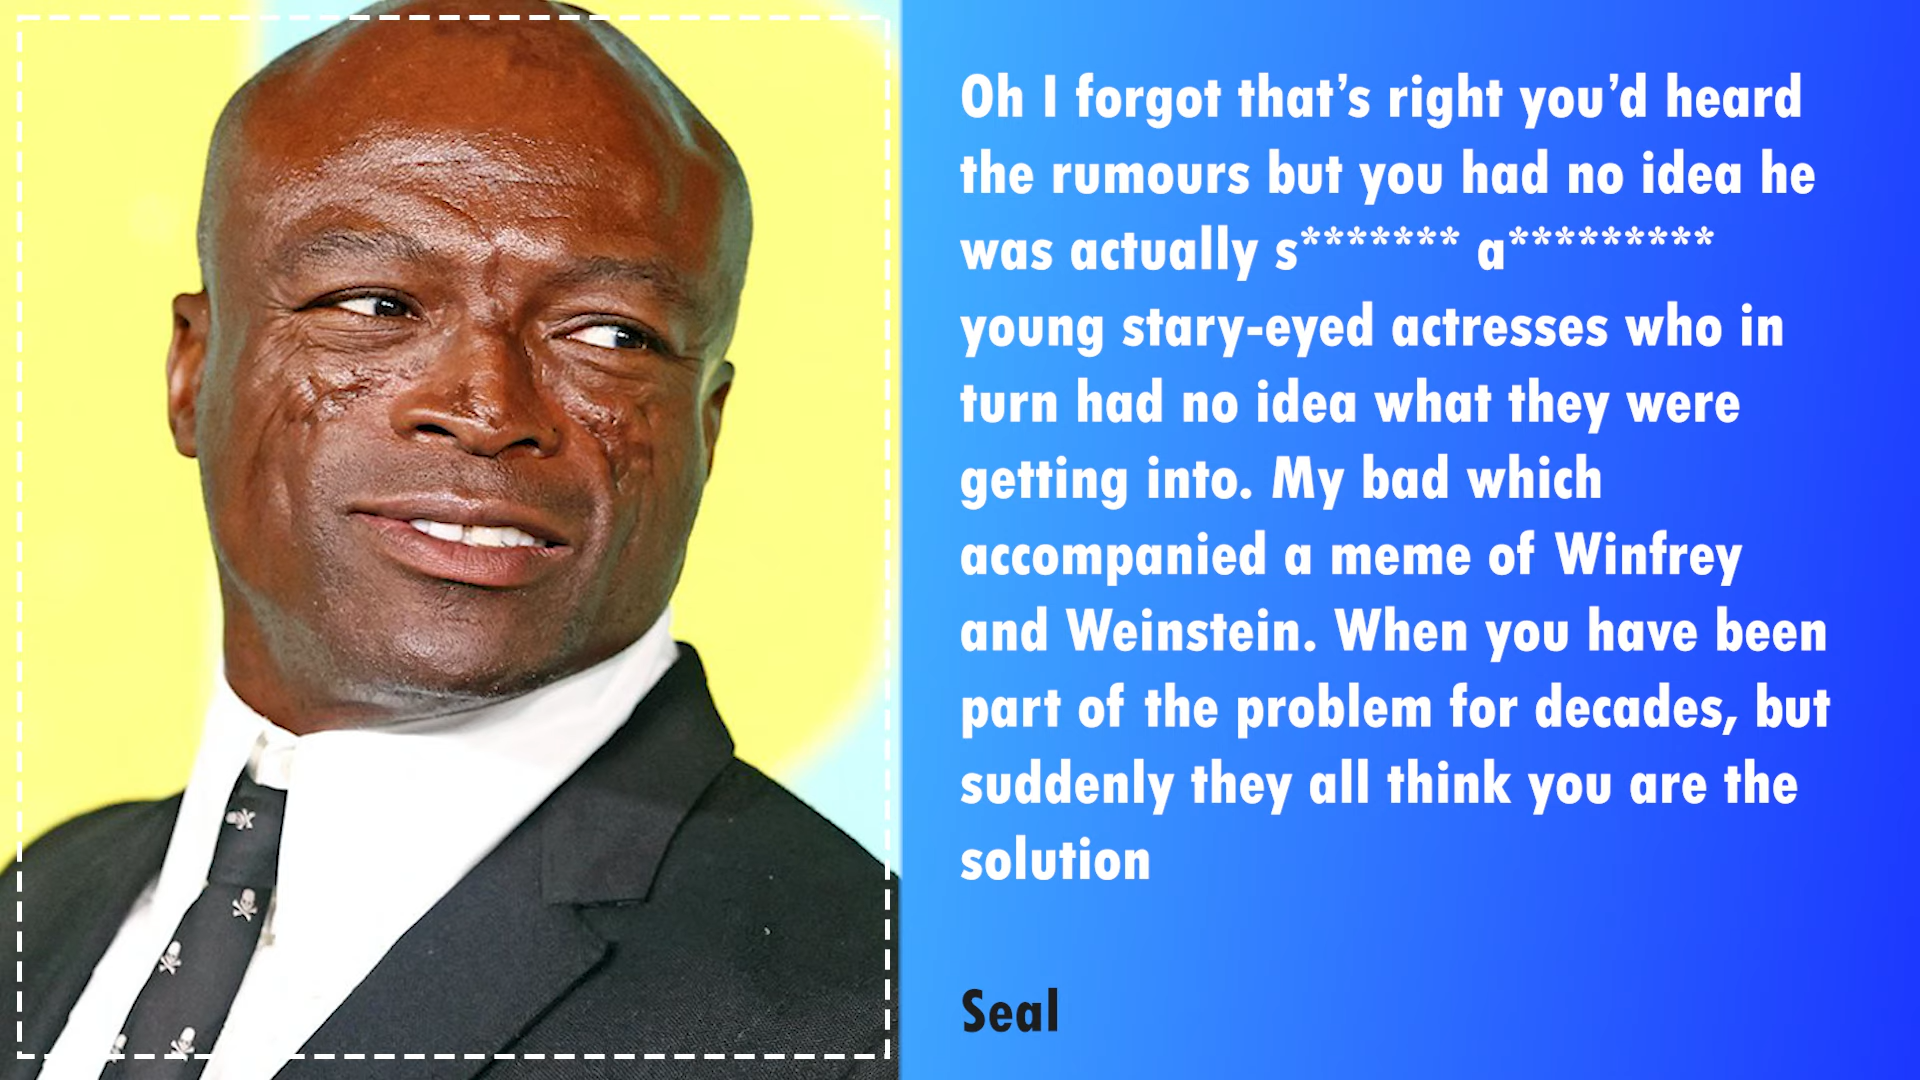 Oh I forgot that’s right you’d heard
the rumours but you had no idea he
was actually s******* a*********
young stary-eyed actresses who in
turn had no idea what they were
getting into. My bad which
accompanied a meme of Winfrey
and Weinstein. When you have been
part of the problem for decades, but
suddenly they all think you are the
solution
Seal